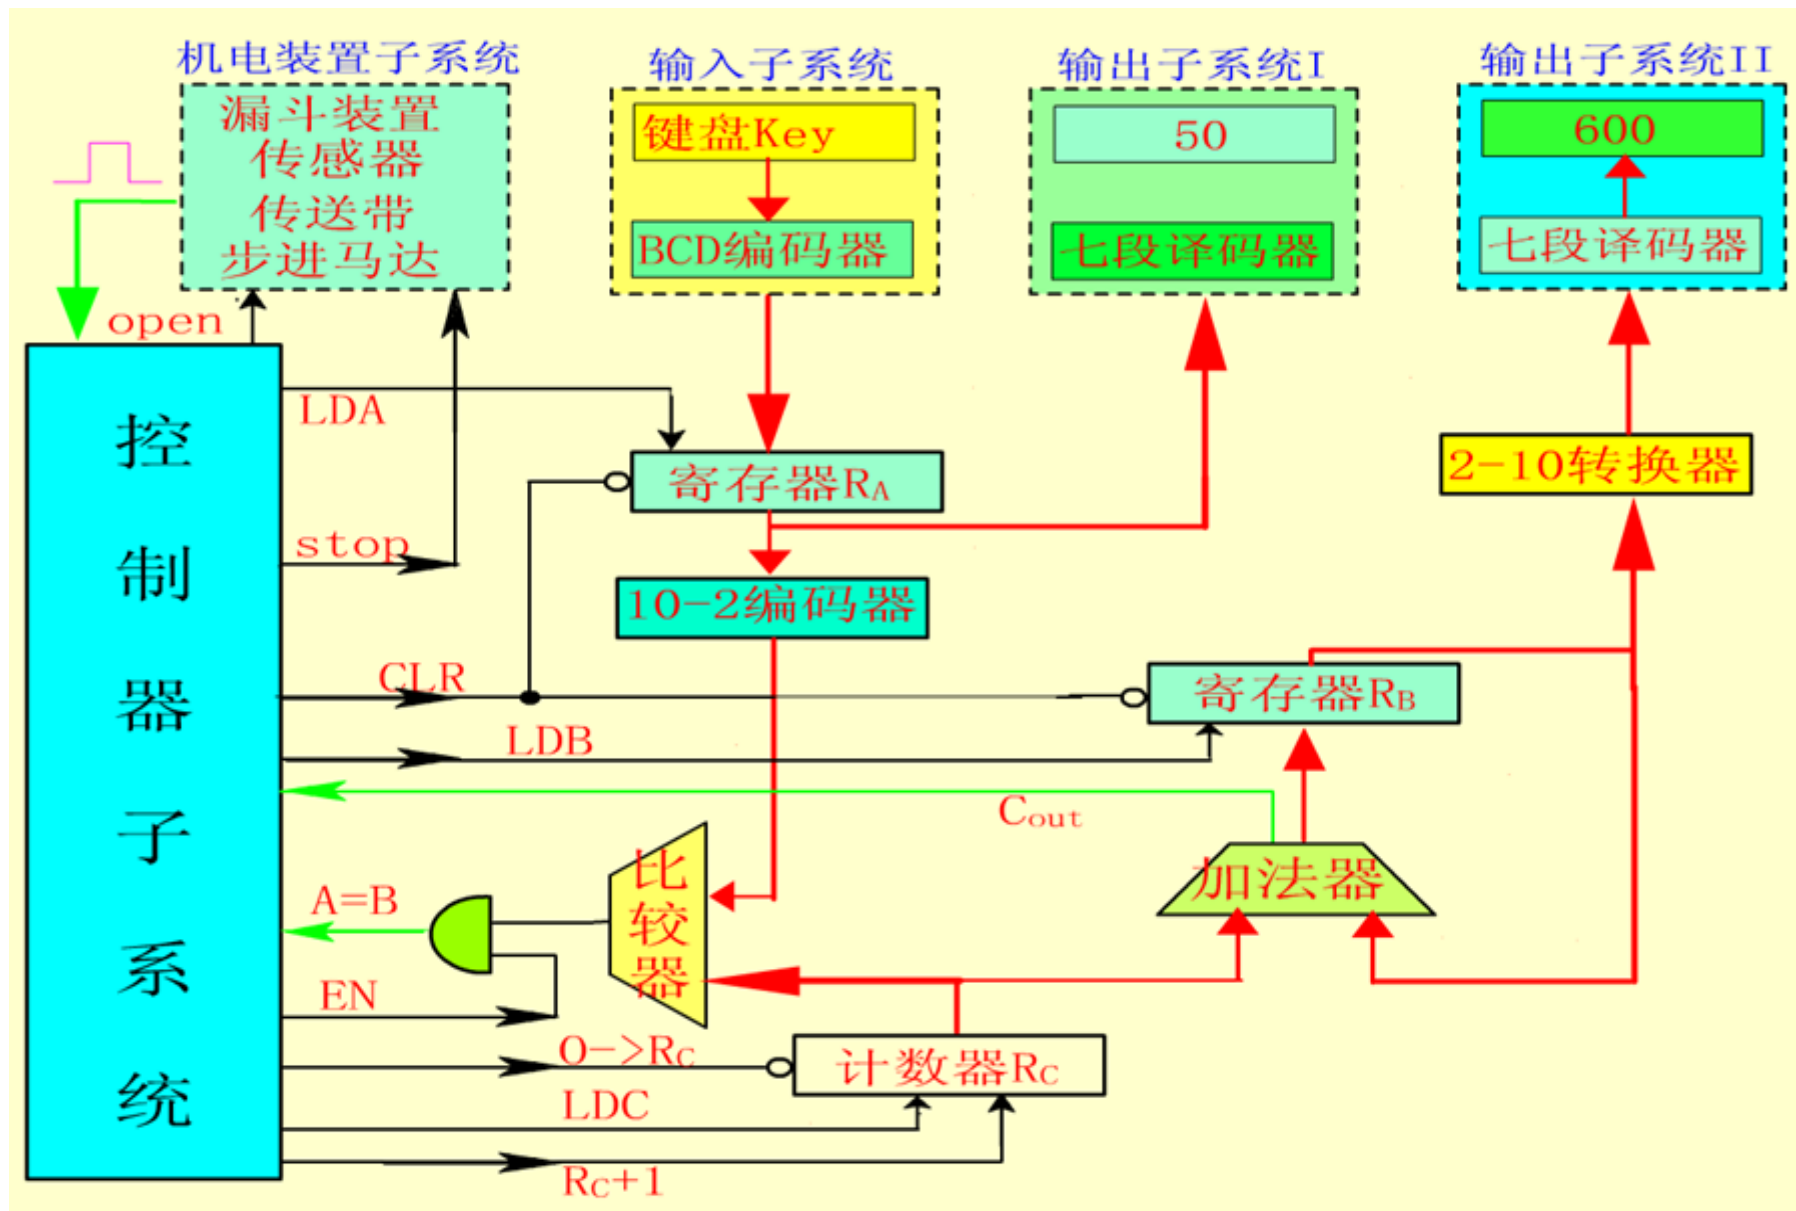 机电装置子系统
漏斗装置
传感器
传送带
步进马达
输入子系统
键盘Key
BCD编码器
输出子系统I
50
七段译码器
输出子系统II
600
七段译码器
open
控制器子系统
LDA
寄存器RA
2-10转换器
stop
10-2编码器
CLR
寄存器RB
LDB
Cout
比较器
加法器
A=B
EN
0->RC
计数器RC
LDC
RC+1